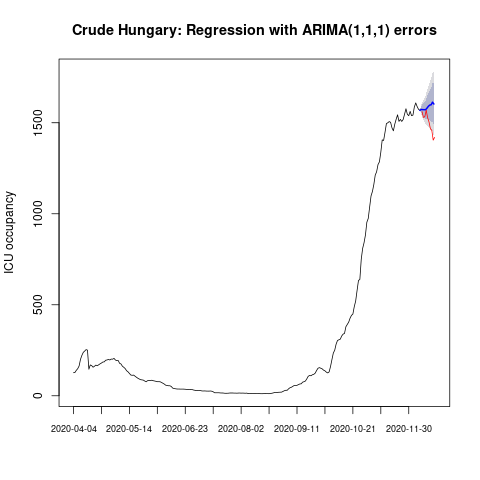 Crude Hungary: Regression with ARIMA(1,1,1) errors
ICU occupancy
1500
1000
500
0
2020-04-04 2020-05-14 2020-06-23 2020-08-02 2020-09-11 2020-10-21 2020-11-30